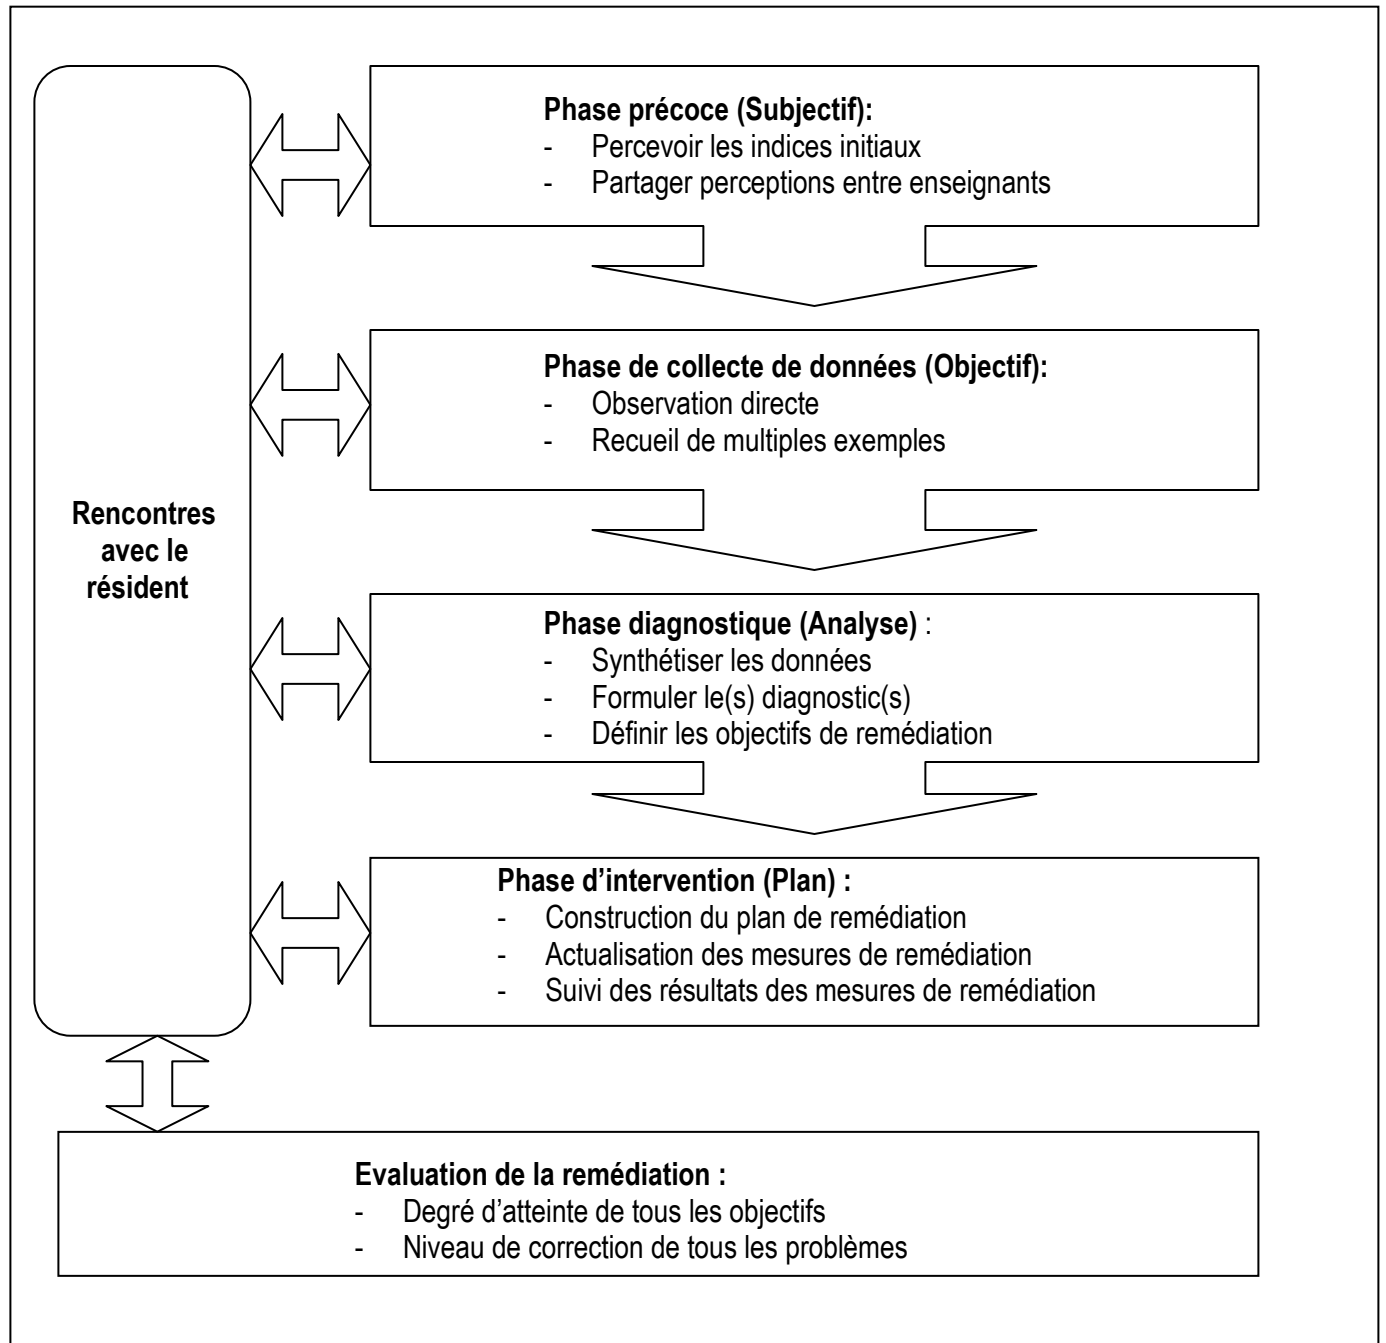 Phase précoce (Subjectif):
- Percevoir les indices initiaux
- Partager perceptions entre enseignants
Phase de collecte de données (Objectif):
- Observation directe
- Recueil de multiples exemples
Rencontres
avec le
résident
Phase diagnostique (Analyse) :
- Synthétiser les données
- Formuler le(s) diagnostic(s)
- Définir les objectifs de remédiation
Phase d’intervention (Plan) :
- Construction du plan de remédiation
- Actualisation des mesures de remédiation
- Suivi des résultats des mesures de remédiation
Evaluation de la remédiation :
- Degré d’atteinte de tous les objectifs
- Niveau de correction de tous les problèmes